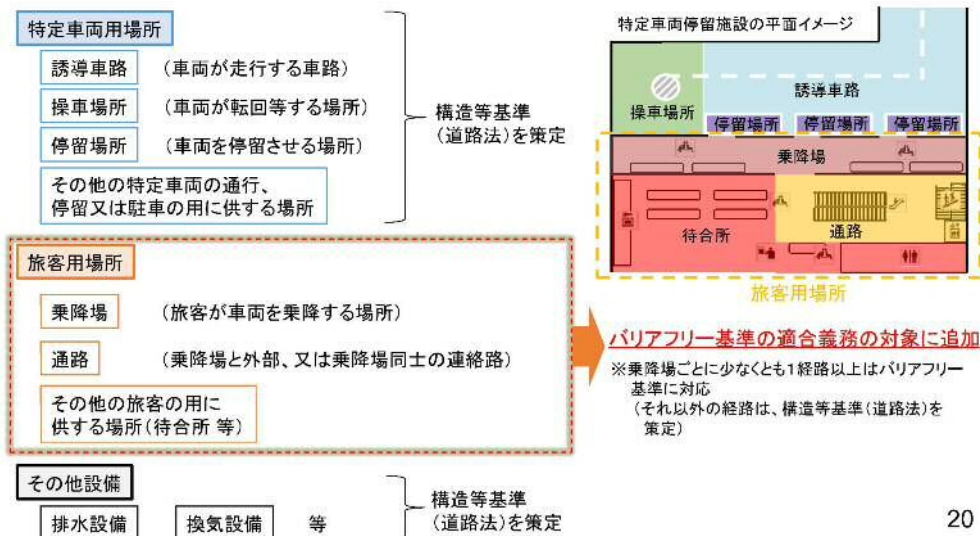 特定車両用場所
誘導車路 (車両が走行する車路)
操車場所 (車両が転回等する場所)
停留場所 (車両を停留させる場所)
その他の特定車両の通行、
停留又は駐車の用に供する場所
構造等基準
(道路法)を策定
旅客用場所
乗降場 (旅客が車両を乗降する場所)
通路 (乗降場と外部、又は乗降場同士の連絡路)
その他の旅客の用に
供する場所(待合所 等)
その他設備
排水設備 換気設備 等
構造等基準
(道路法)を策定
特定車両停留施設の平面イメージ
誘導車路
操車場所
停留場所 停留場所 停留場所
乗降場
待合所 通路
旅客用場所
バリアフリー基準の適合義務の対象に追加
※乗降場ごとに少なくとも1経路以上はバリアフリー
基準に対応
(それ以外の経路は、構造等基準(道路法)を
策定)
20